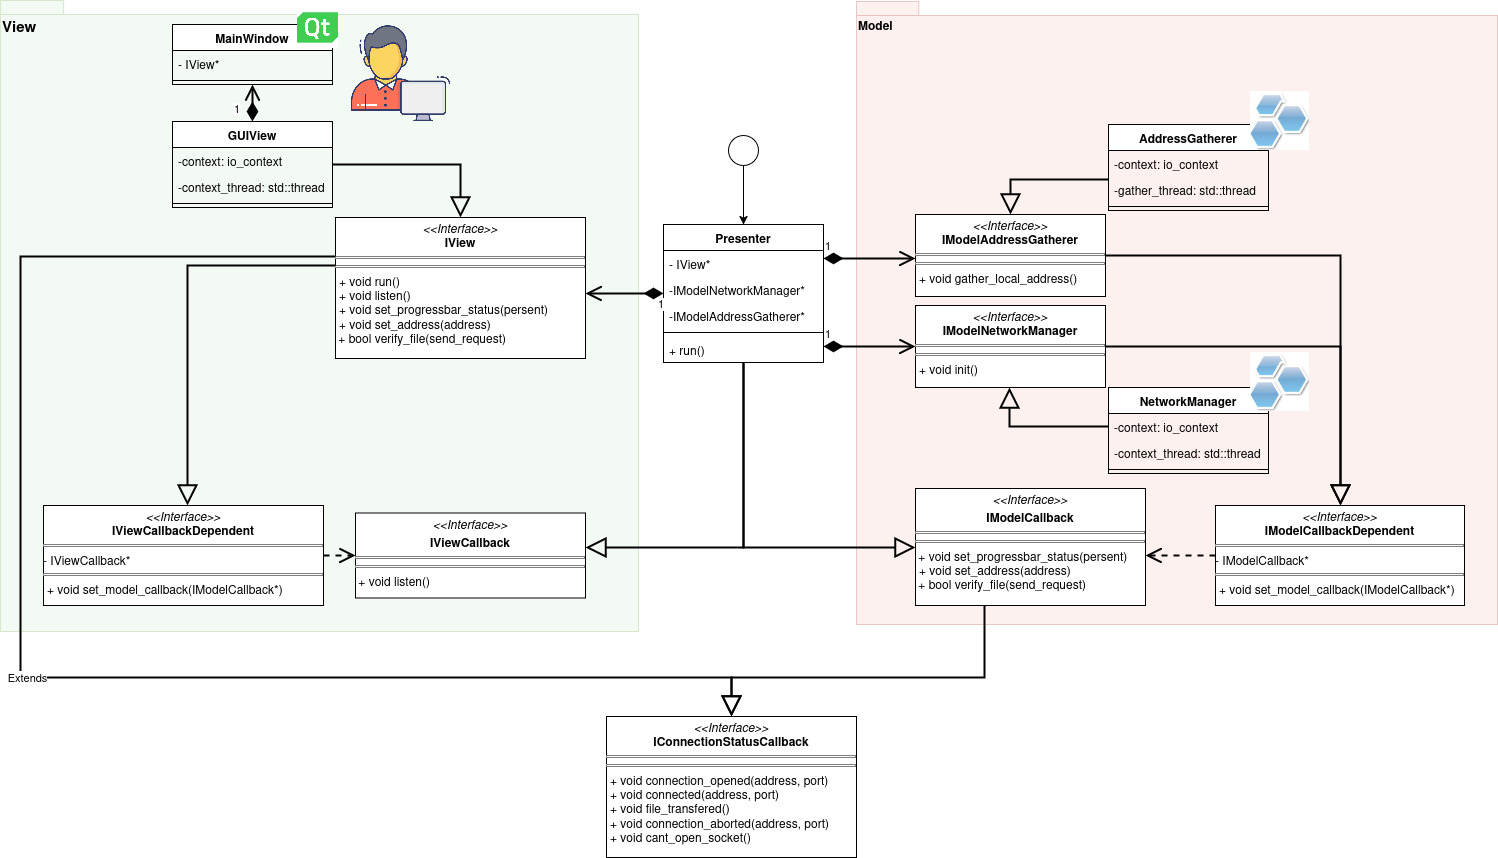 View
MainWindow
Qt
- IView*
1
GUIView
-context: io_context
-context_thread: std::thread
<<Interface>>
IView
+ void run()
+ void listen()
+ void set_progressbar_status(persent)
+ void set_address(address)
+ bool verify_file(send_request)
<<Interface>>
IViewCallbackDependent
- IViewCallback*
+ void set_model_callback(IModelCallback*)
<<Interface>>
IViewCallback
+ void listen()
Presenter
- IView*
-IModelNetworkManager*
-IModelAddressGatherer*
+ run()
1
1
1
Model
AddressGatherer
-context: io_context
-gather_thread: std::thread
<<Interface>>
IModelAddressGatherer
+ void gather_local_address()
<<Interface>>
IModelNetworkManager
+ void init()
NetworkManager
-context: io_context
-context_thread: std::thread
<<Interface>>
IModelCallback
+ void set_progressbar_status(persent)
+ void set_address(address)
+ bool verify_file(send_request)
<<Interface>>
IModelCallbackDependent
- IModelCallback*
+ void set_model_callback(IModelCallback*)
Extends
<<Interface>>
IConnectionStatusCallback
+ void connection_opened(address, port)
+ void connected(address, port)
+ void file_transfered()
+ void connection_aborted(address, port)
+ void cant_open_socket()